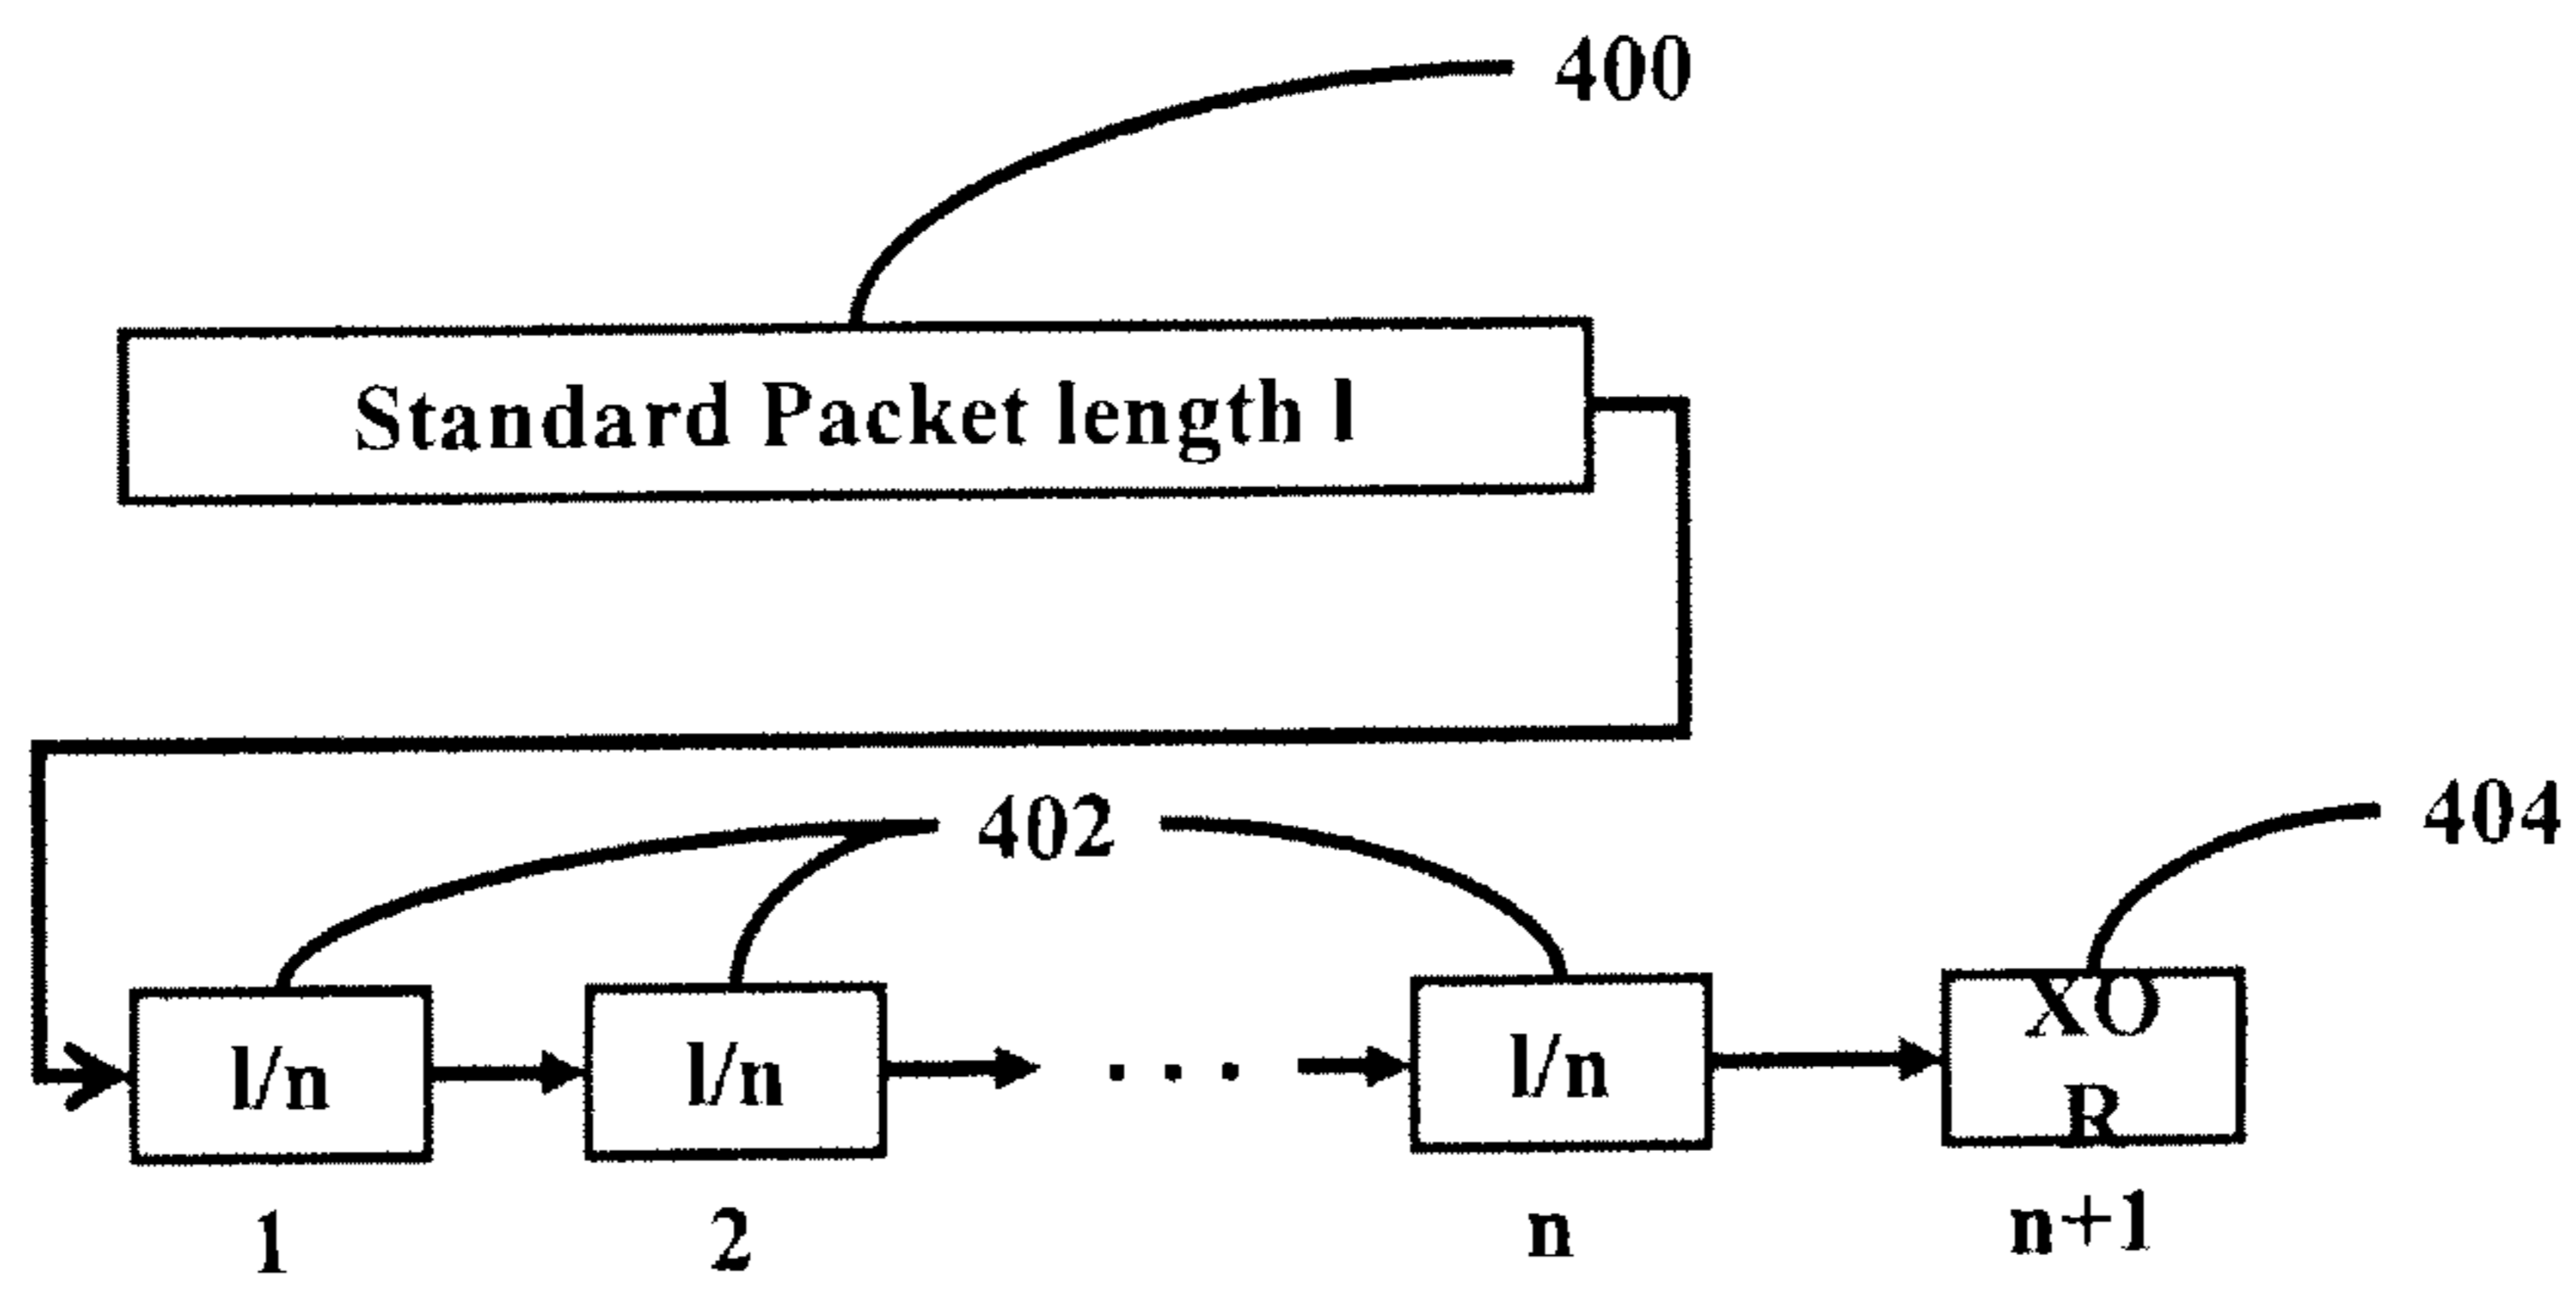 400
Standard Packet length l
402
404
l/n
l/n
. . .
l/n
XO
R
1
2
n
n+1